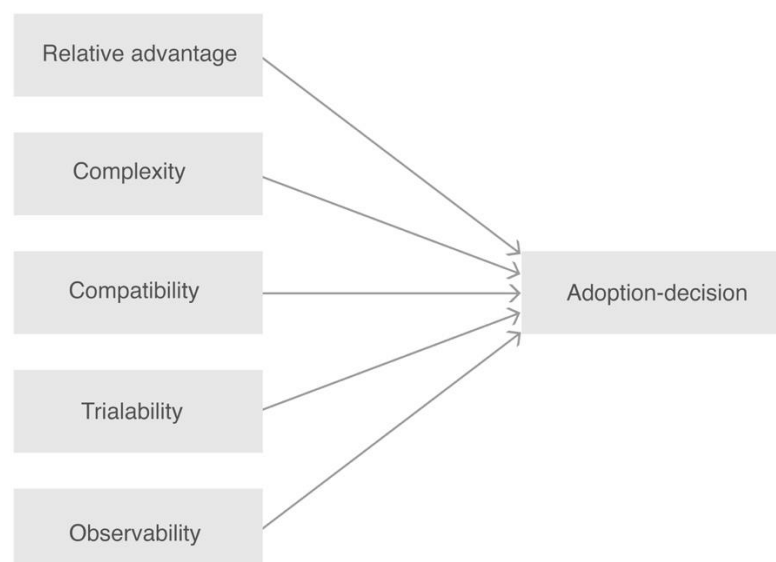 Relative advantage
Complexity
Compatibility
Adoption-decision
Trialability
Observability